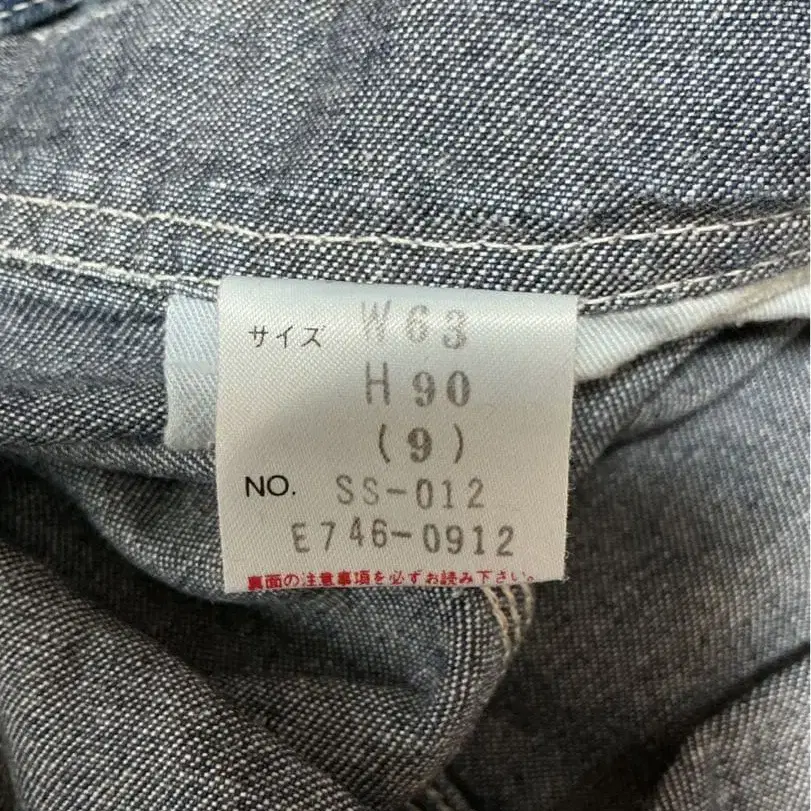 サイズ W63
H90
(9)
NO. SS-012
E746-0912
裏面の注意事項を必ずお読み下さい。